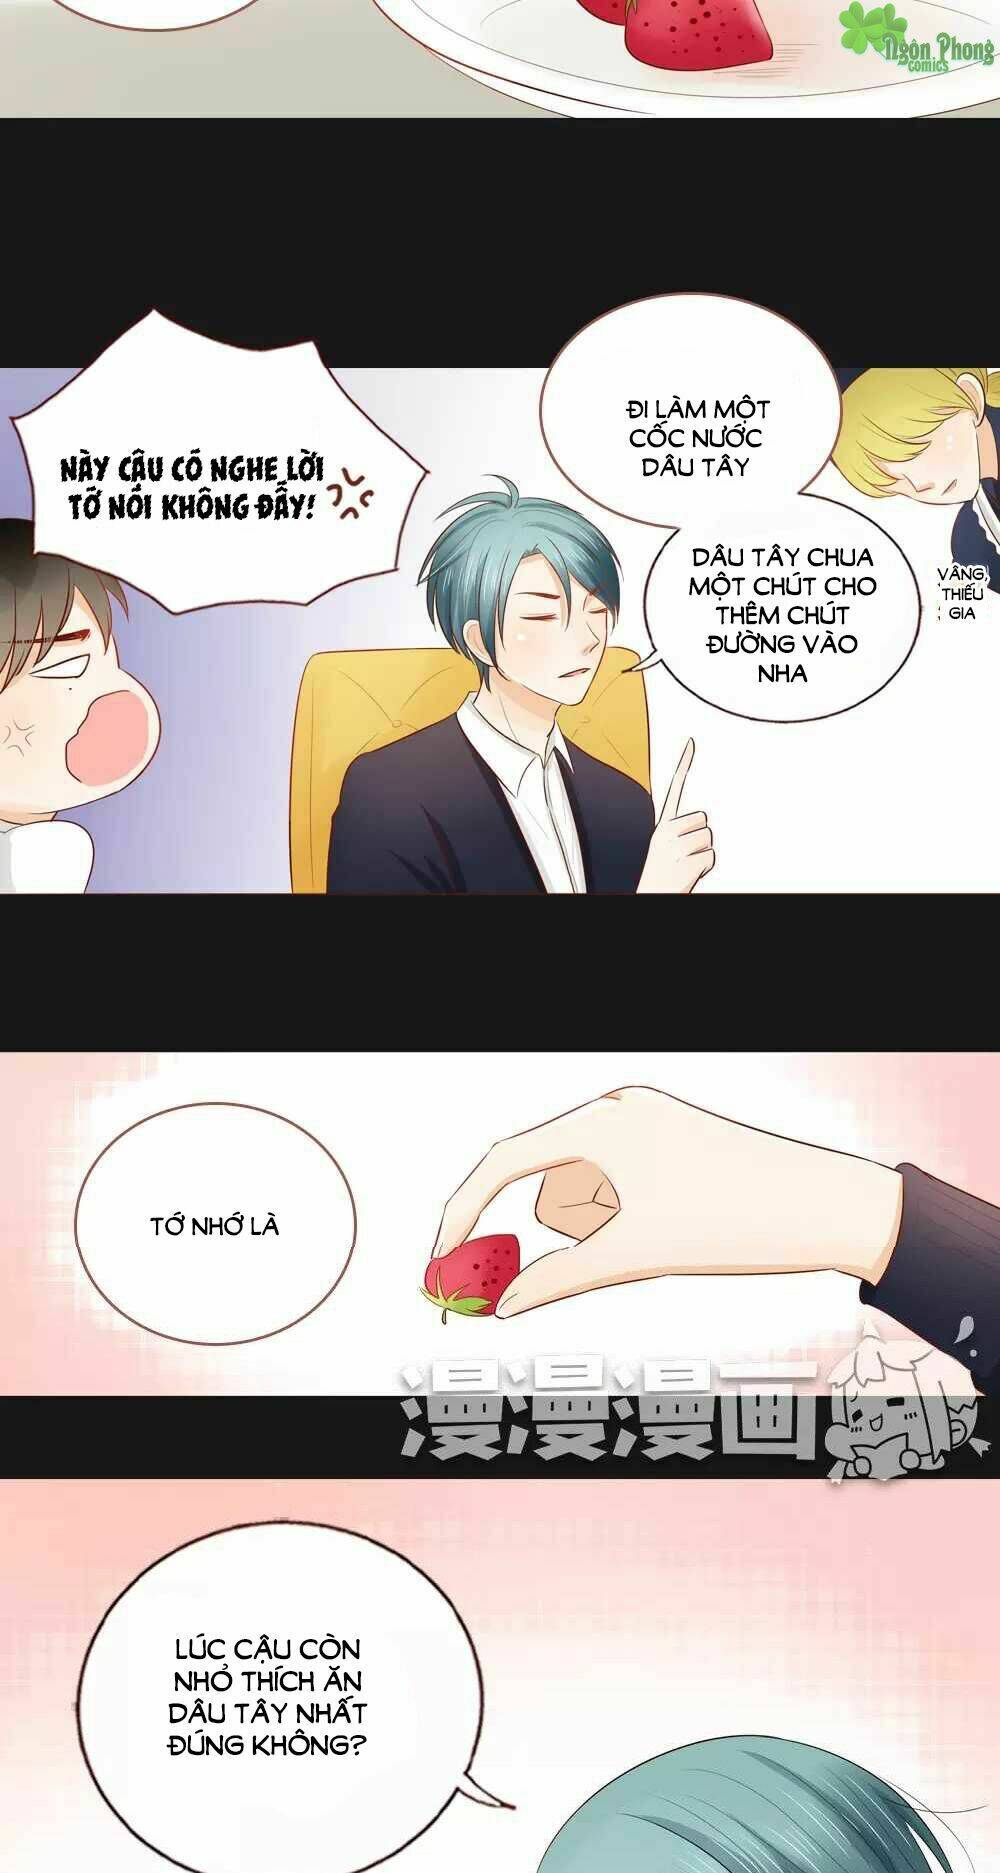 Ngôn Phong
comics
ĐI LÀM MỘT
CỐC NƯỚC
DÂU TÂY
NÀY CẬU CÓ NGHE LỜI
TỚ NÓI KHÔNG ĐẤY!
DÂU TÂY CHUA
MỘT CHÚT CHO
THÊM CHÚT
ĐƯỜNG VÀO
NHA
VÂNG,
THIẾU
GIA
TỚ NHỚ LÀ
漫漫漫画
LÚC CẬU CÒN
NHỎ THÍCH ĂN
DÂU TÂY NHẤT
ĐÚNG KHÔNG?